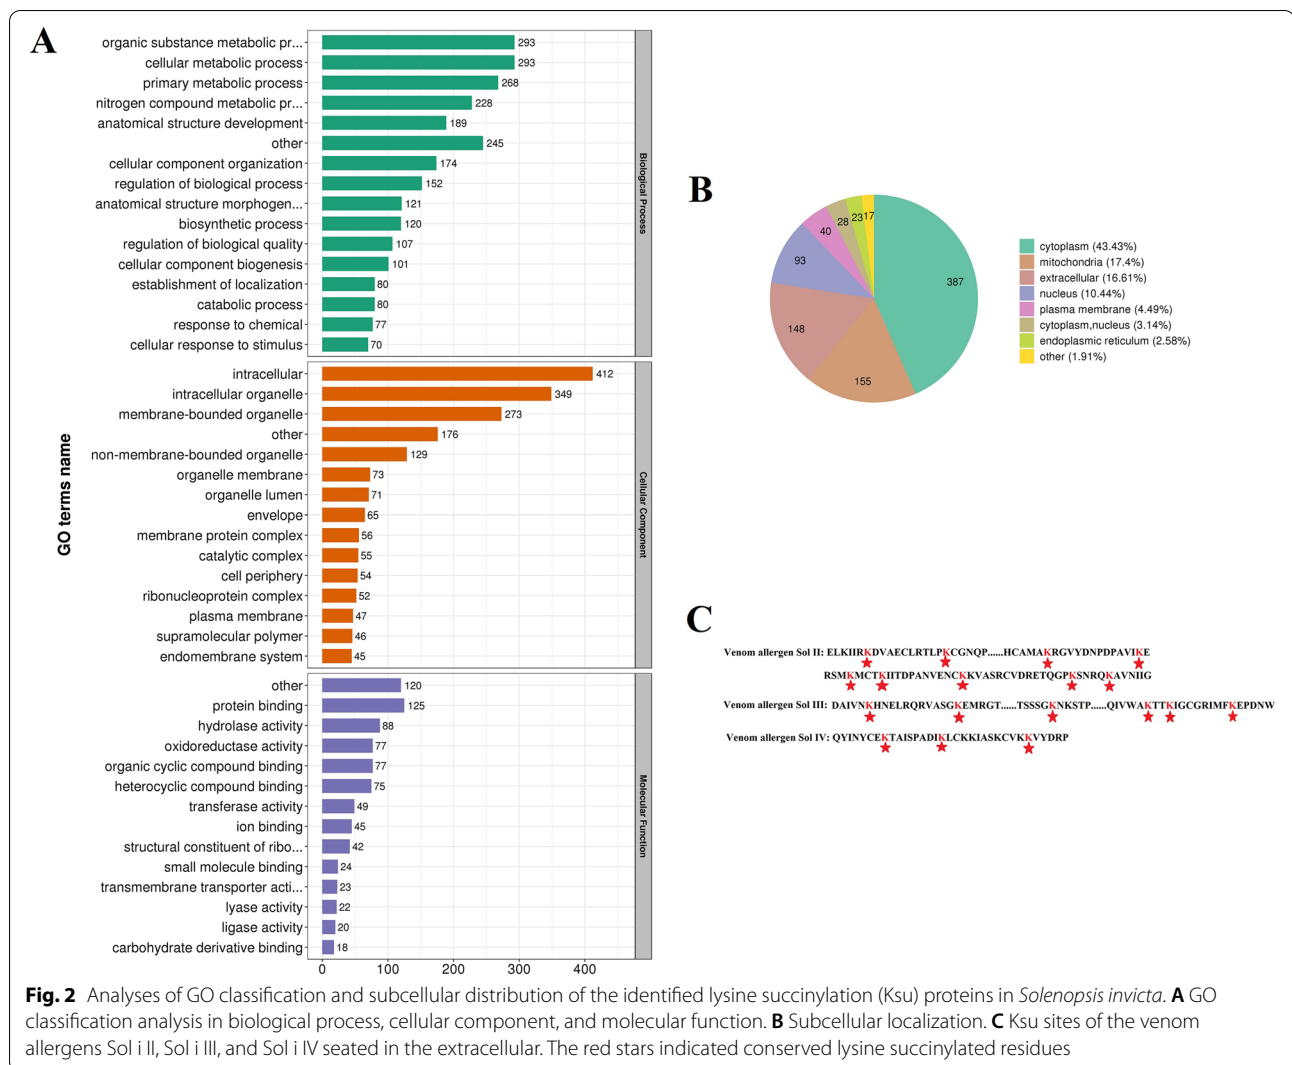 A
GO terms name
organic substance metabolic pr... 293
cellular metabolic process 293
primary metabolic process 268
nitrogen compound metabolic pr... 228
anatomical structure development 189
other 245
cellular component organization 174
regulation of biological process 152
anatomical structure morphogen... 121
biosynthetic process 120
regulation of biological quality 107
cellular component biogenesis 101
establishment of localization 80
catabolic process 80
response to chemical 77
cellular response to stimulus 70
Biological Process
intracellular 412
intracellular organelle 349
membrane-bounded organelle 273
other 176
non-membrane-bounded organelle 129
organelle membrane 73
organelle lumen 71
envelope 65
membrane protein complex 56
catalytic complex 55
cell periphery 54
ribonucleoprotein complex 52
plasma membrane 47
supramolecular polymer 46
endomembrane system 45
Cellular Component
other 120
protein binding 125
hydrolase activity 88
oxidoreductase activity 77
organic cyclic compound binding 77
heterocyclic compound binding 75
transferase activity 49
ion binding 45
structural constituent of ribo... 42
small molecule binding 24
transmembrane transporter acti... 23
lyase activity 22
ligase activity 20
carbohydrate derivative binding 18
Molecular Function
0 100 200 300 400
B
387
155
148
93
40
28
23
17
cytoplasm (43.43%)
mitochondria (17.4%)
extracellular (16.61%)
nucleus (10.44%)
plasma membrane (4.49%)
cytoplasm,nucleus (3.14%)
endoplasmic reticulum (2.58%)
other (1.91%)
C
Venom allergen Sol II: ELKIIRKDVAECLRTLPKCGNQP......HCAMAKRGVYDNPDPAVIKE
RSMKMCTKIITDPANVENCKKVASRCVDRETQGPKSNRQKAVNIIG
Venom allergen Sol III: DAIVNKHNELRQRVASGKEMRGT......TSSSGKNKSTP......QIVWAKTTKIGCGRIMFKEPDNW
Venom allergen Sol IV: QYINYCEKTAISPADIKLCKKIASKCVKKVYDRP
Fig. 2 Analyses of GO classification and subcellular distribution of the identified lysine succinylation (Ksu) proteins in Solenopsis invicta. A GO
classification analysis in biological process, cellular component, and molecular function. B Subcellular localization. C Ksu sites of the venom
allergens Sol i II, Sol i III, and Sol i IV seated in the extracellular. The red stars indicated conserved lysine succinylated residues